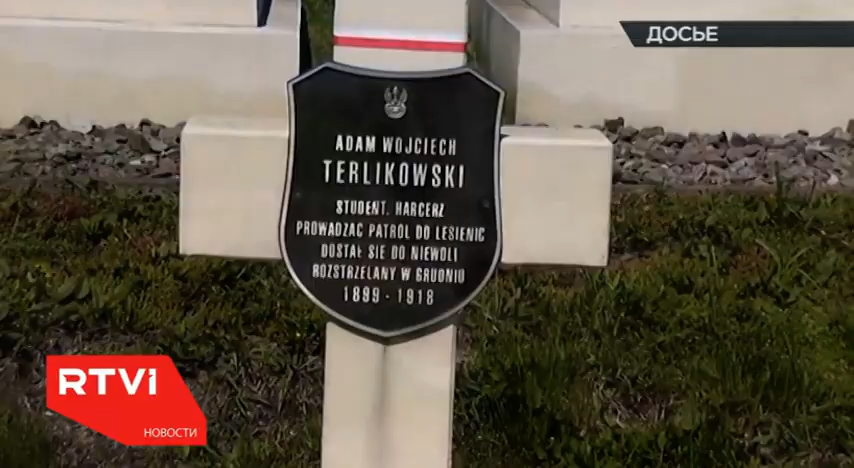 ДОСЬЕ
ADAM WOJCIECH
TERLIKOWSKI
STUDENT. HARCERZ
PROWADZĄC PATROL DO LESIENIC
DOSTAŁ SIĘ DO NIEWOLI
ROZSTRZELANY W GRUDNIU
1899 - 1918
RTVi
НОВОСТИ